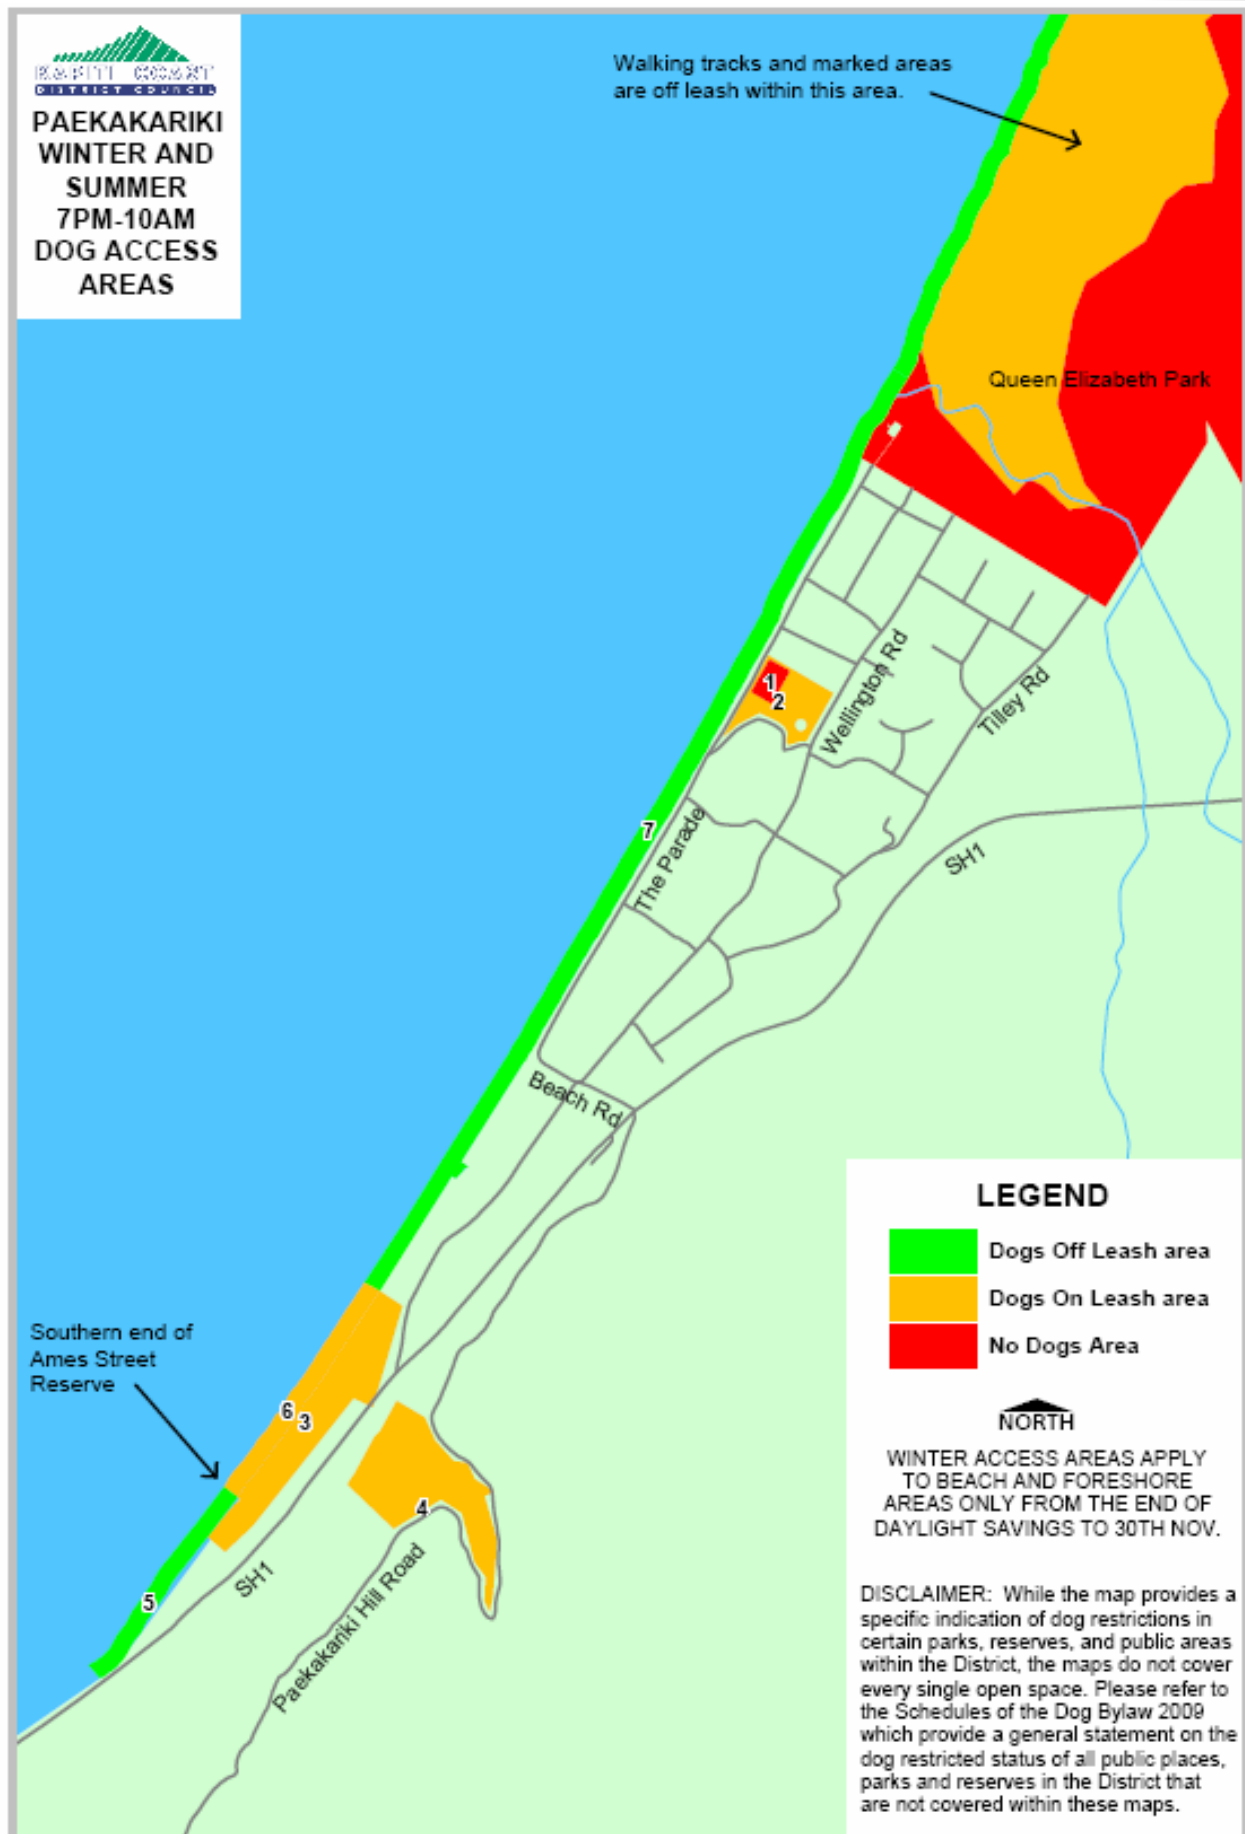 KAPITI COAST
DISTRICT COUNCIL
PAEKAKARIKI
WINTER AND
SUMMER
7PM-10AM
DOG ACCESS
AREAS
Walking tracks and marked areas
are off leash within this area.
Queen Elizabeth Park
1
2
Wellington Rd
Tilley Rd
7
The Parade
SH1
Beach Rd
Southern end of
Ames Street
Reserve
6
3
4
5
SH1
Paekakariki Hill Road
LEGEND
Dogs Off Leash area
Dogs On Leash area
No Dogs Area
NORTH
WINTER ACCESS AREAS APPLY
TO BEACH AND FORESHORE
AREAS ONLY FROM THE END OF
DAYLIGHT SAVINGS TO 30TH NOV.
DISCLAIMER: While the map provides a
specific indication of dog restrictions in
certain parks, reserves, and public areas
within the District, the maps do not cover
every single open space. Please refer to
the Schedules of the Dog Bylaw 2009
which provide a general statement on the
dog restricted status of all public places,
parks and reserves in the District that
are not covered within these maps.